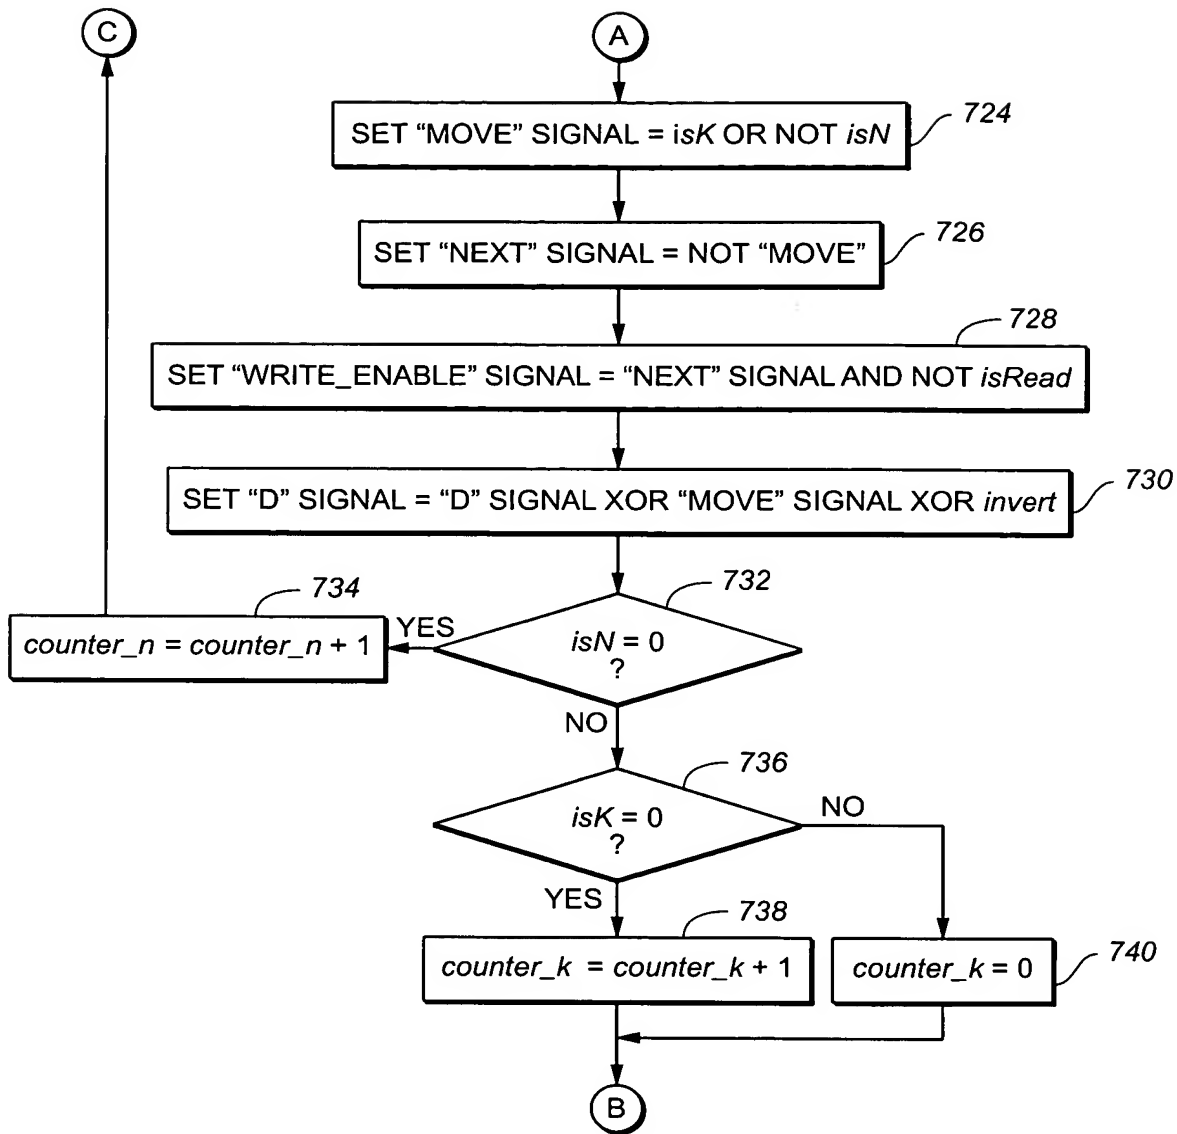 C
A
724
SET “MOVE” SIGNAL = isK OR NOT isN
726
SET “NEXT” SIGNAL = NOT “MOVE”
728
SET “WRITE_ENABLE” SIGNAL = “NEXT” SIGNAL AND NOT isRead
730
SET “D” SIGNAL = “D” SIGNAL XOR “MOVE” SIGNAL XOR invert
732
734
YES
isN = 0
?
counter_n = counter_n + 1
NO
736
NO
isK = 0
?
YES
738
counter_k = counter_k + 1
740
counter_k = 0
B